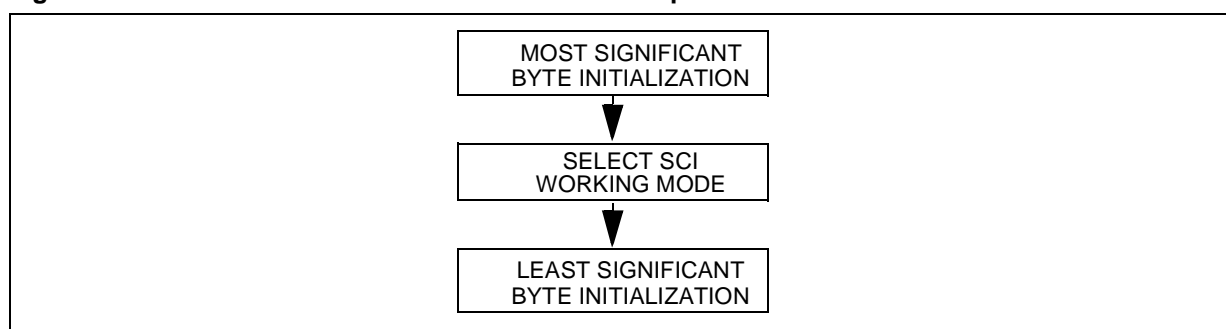 MOST SIGNIFICANT
BYTE INITIALIZATION
SELECT SCI
WORKING MODE
LEAST SIGNIFICANT
BYTE INITIALIZATION